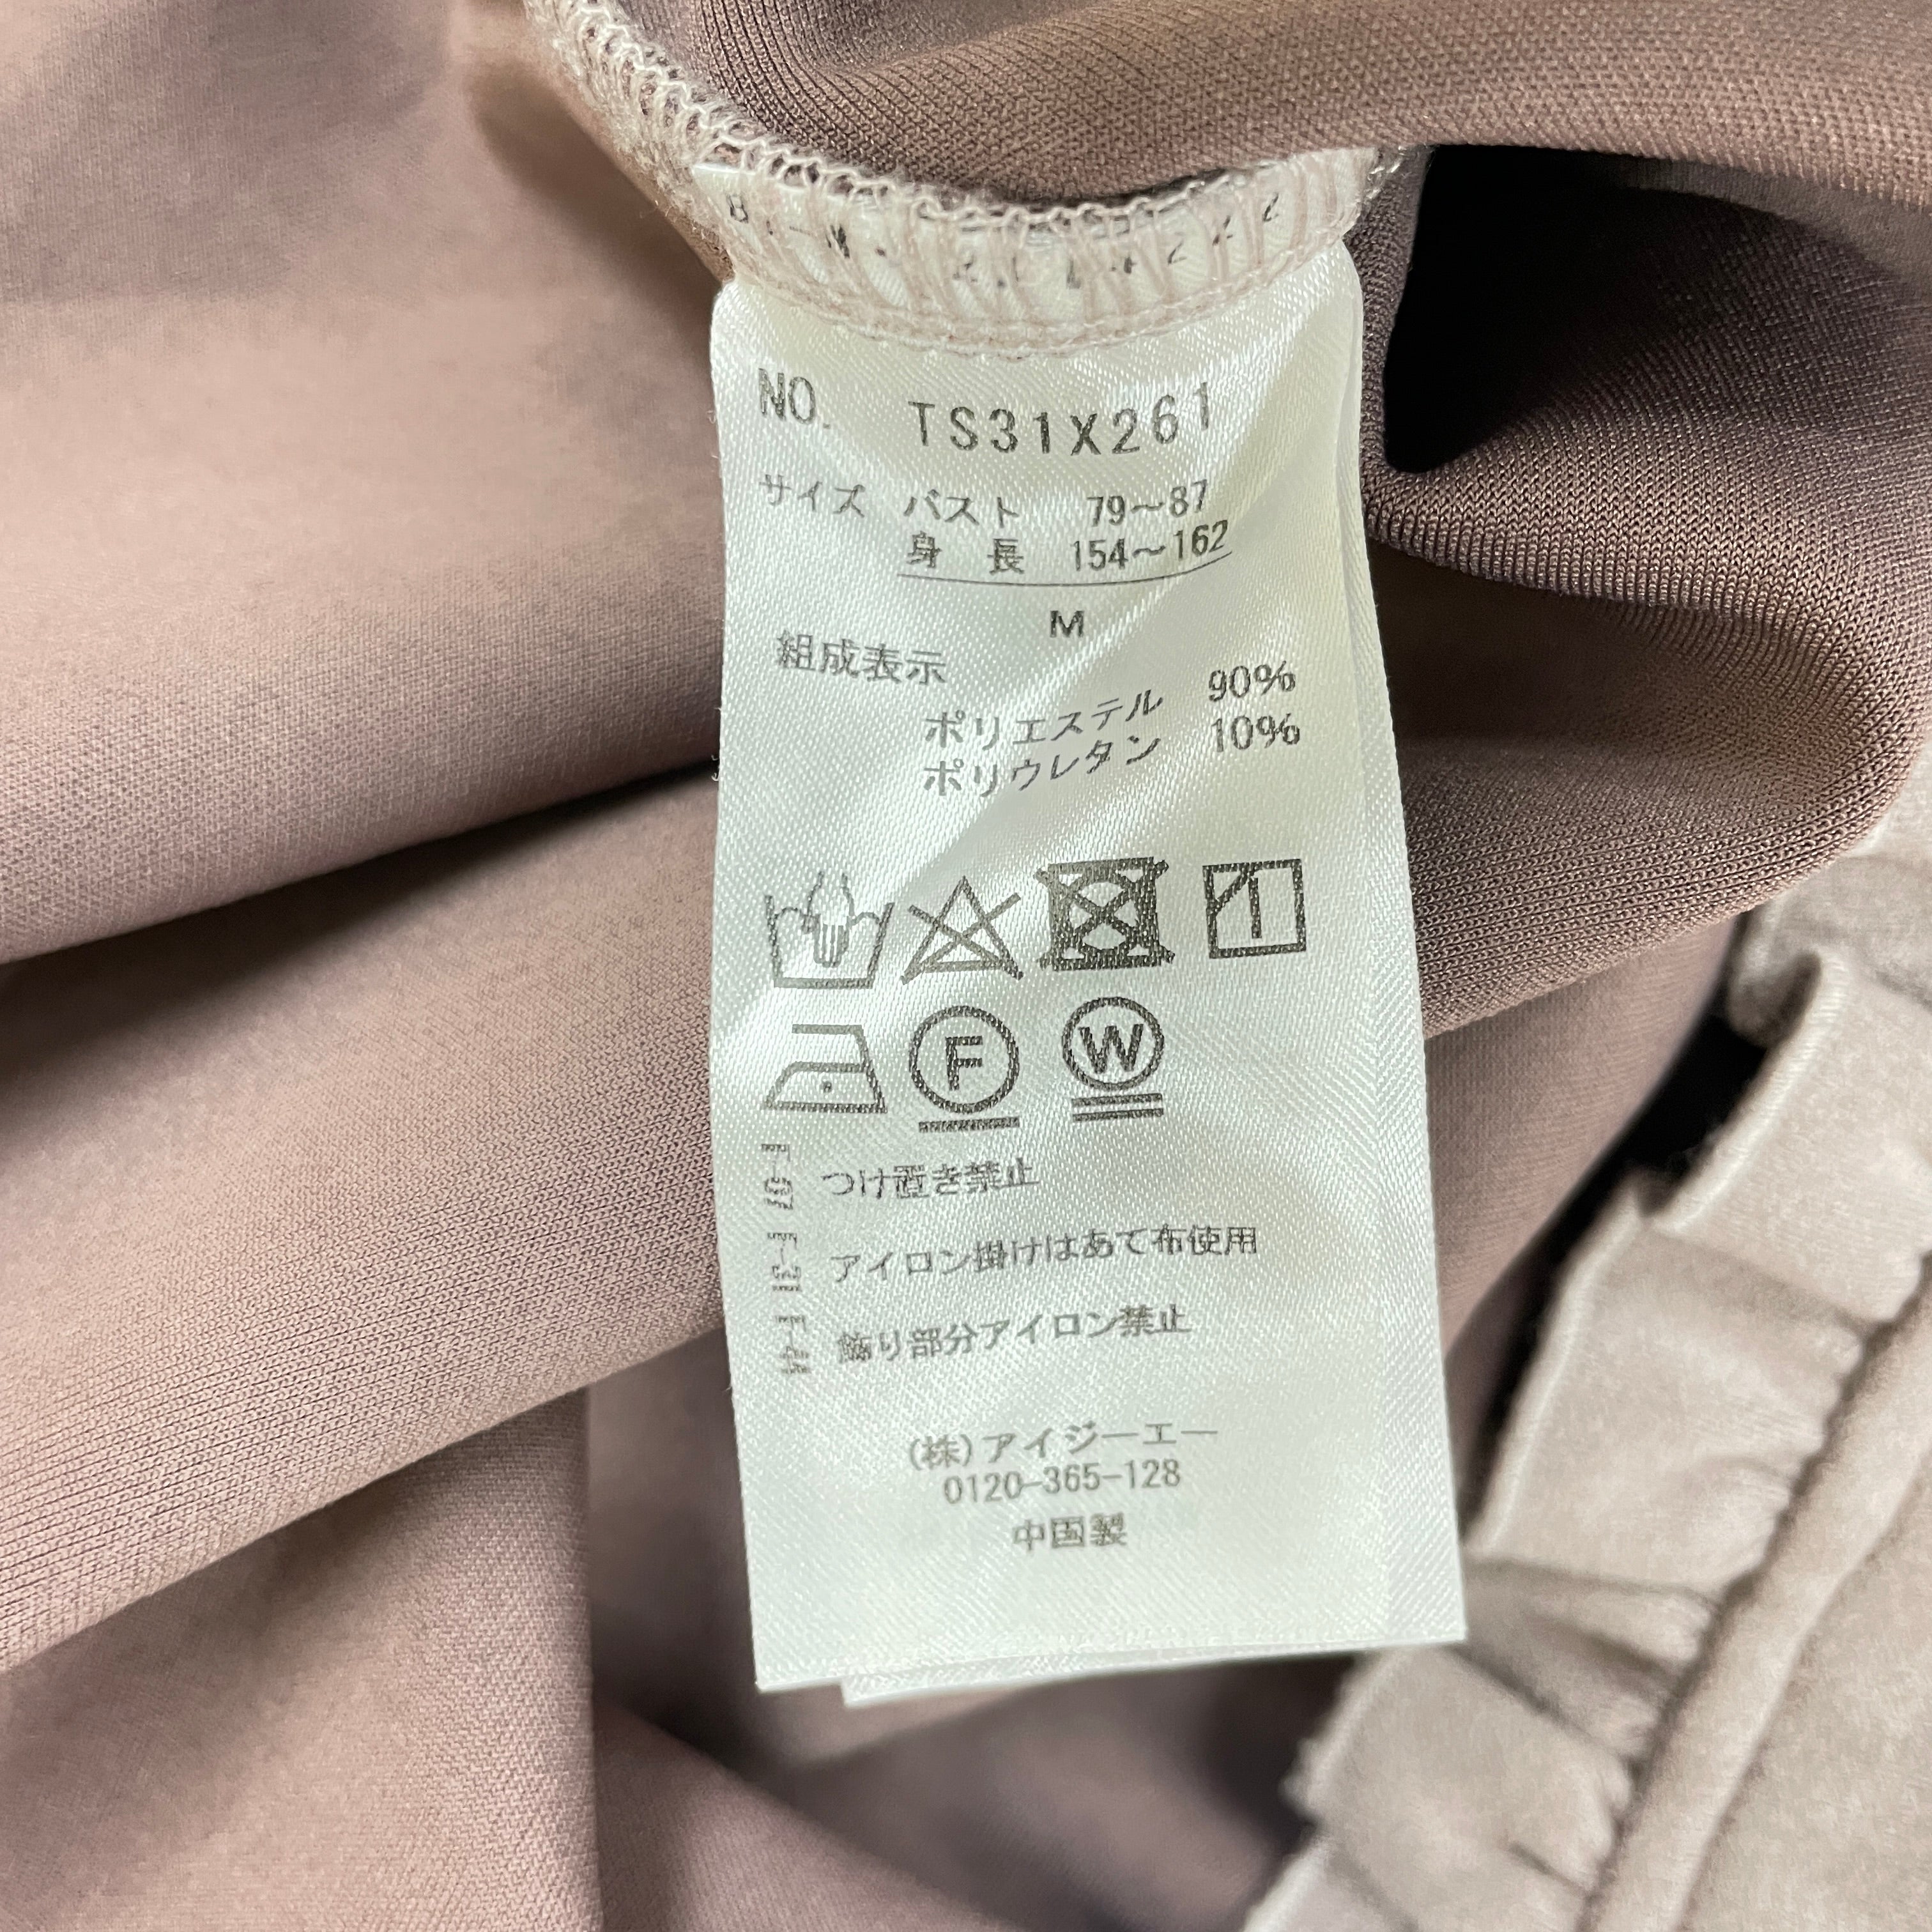 NO. TS31X261
サイズ バスト 79～87
身長 154～162
M
組成表示
ポリエステル 90%
ポリウレタン 10%
F
W
F-07 F-31 F-44
つけ置き禁止
アイロン掛けはあて布使用
飾り部分アイロン禁止
(株)アイジーエー
0120-365-128
中国製